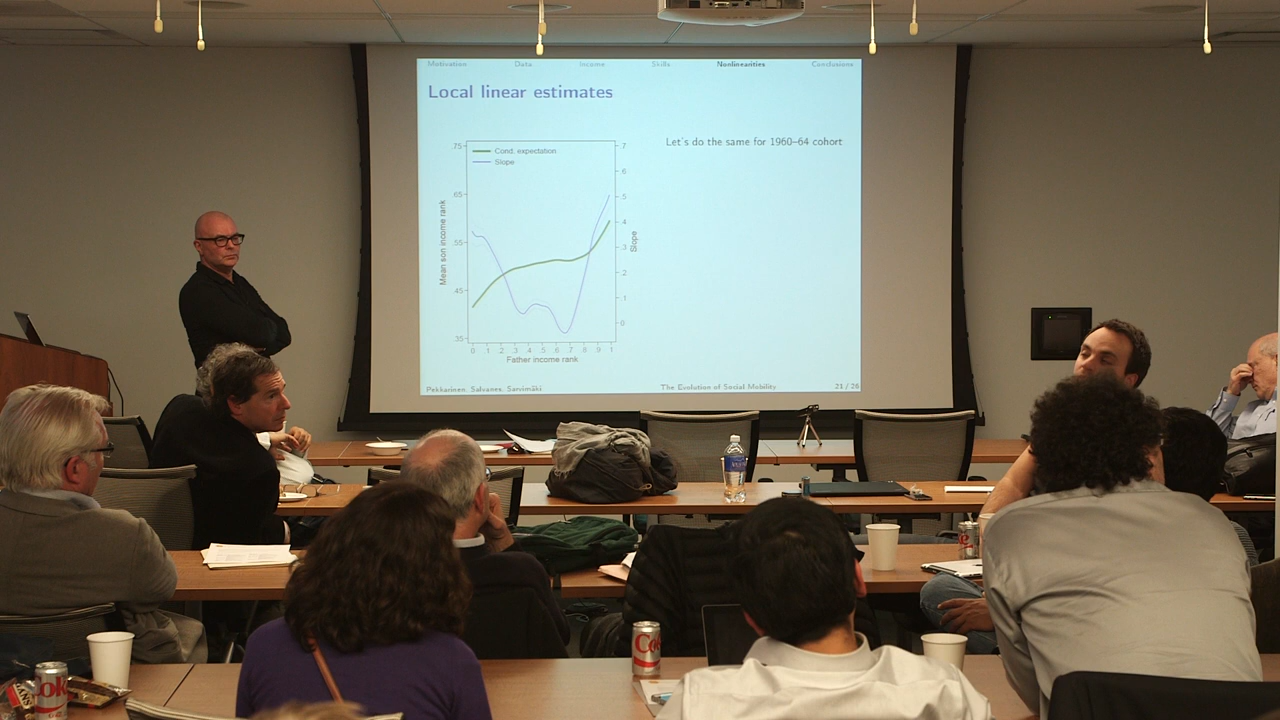 Motivation Data Income Skills Nonlinearities Conclusions
Local linear estimates
Let's do the same for 1960–64 cohort
Cond. expectation
Slope
.75
.65
.55
.45
.35
Mean son income rank
.7
.6
.5
.4
.3
.2
.1
0
Slope
0 .1 .2 .3 .4 .5 .6 .7 .8 .9 1
Father income rank
Pekkarinen, Salvanes, Sarvimäki The Evolution of Social Mobility 21 / 26